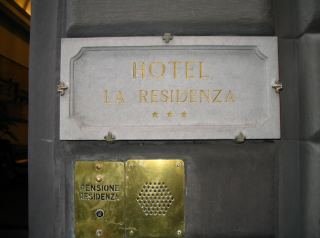 HOTEL
LA RESIDENZA
★★★
PENSIONE
RESIDENZA